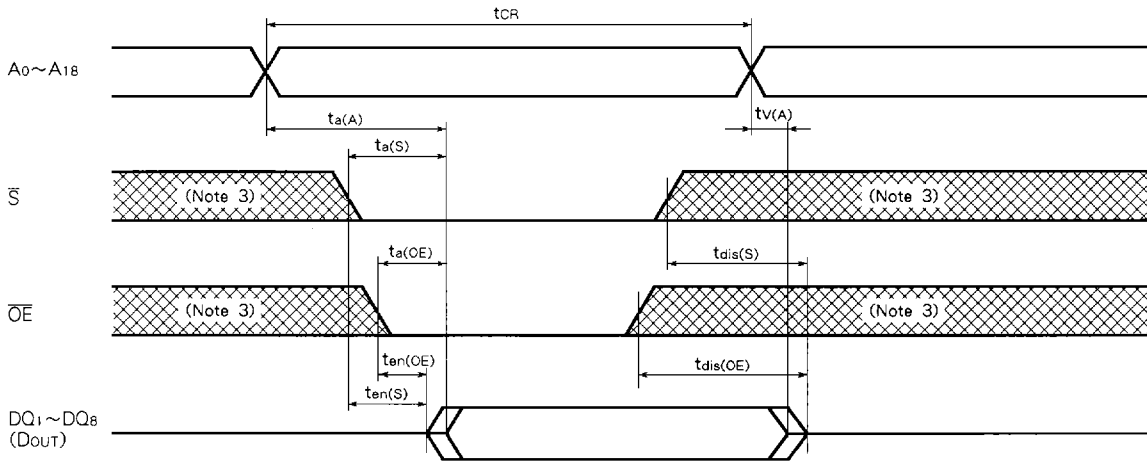 tCR
A0~A18
ta(A)
tV(A)
ta(S)
S
(Note 3)
(Note 3)
ta(OE)
tdis(S)
OE
(Note 3)
(Note 3)
ten(OE)
tdis(OE)
ten(S)
DQ1~DQ8
(DOUT)